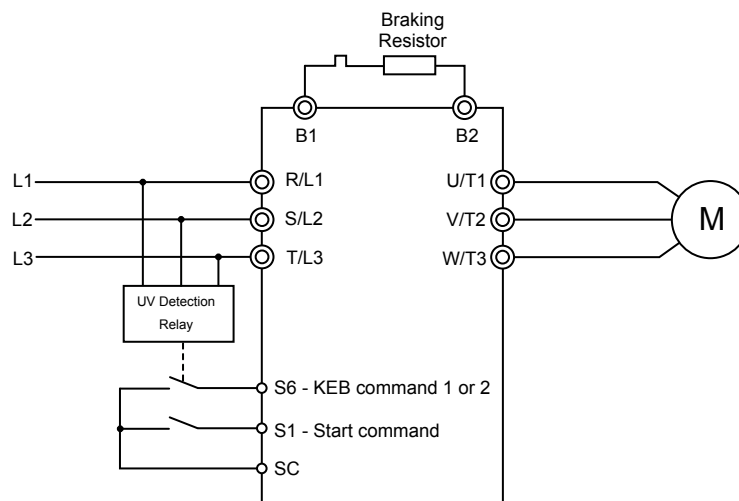 Braking
Resistor
B1
B2
L1
R/L1
U/T1
L2
S/L2
V/T2
M
L3
T/L3
W/T3
UV Detection
Relay
S6 - KEB command 1 or 2
S1 - Start command
SC